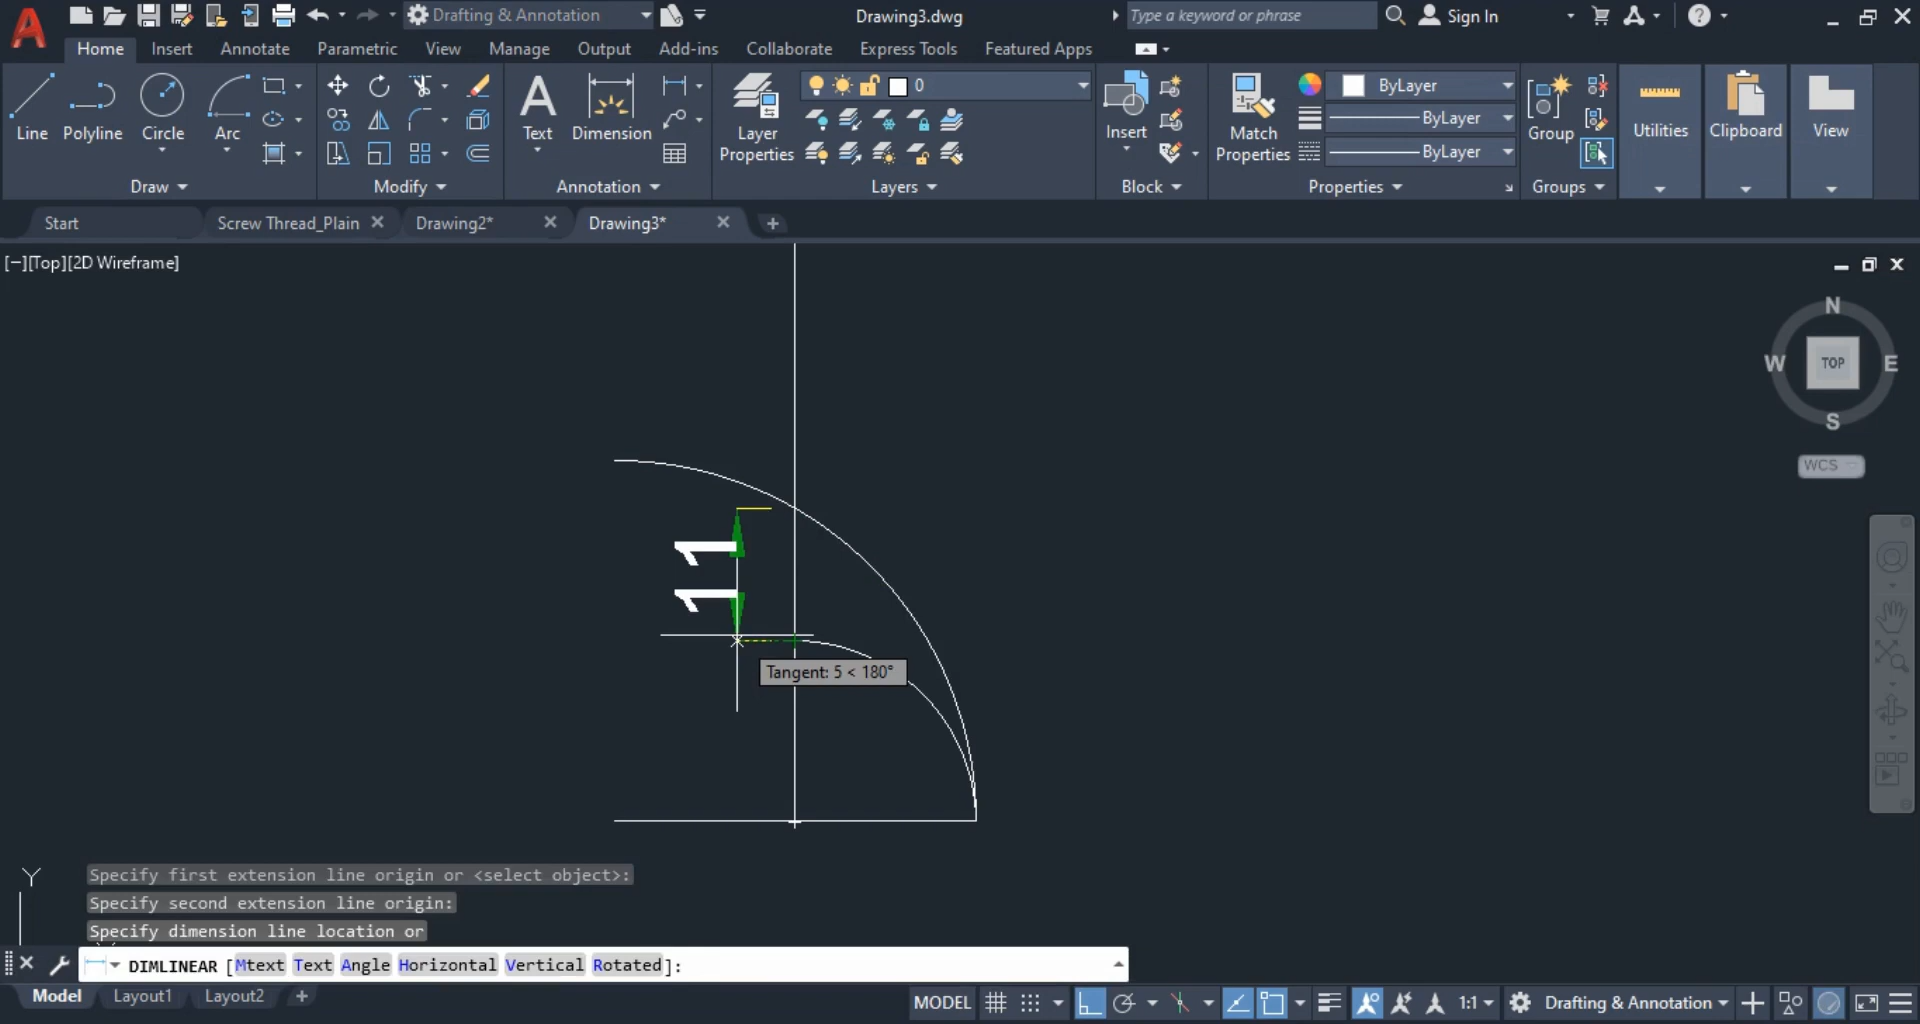 Drafting & Annotation
Drawing3.dwg
Type a keyword or phrase
Sign In
Home Insert Annotate Parametric View Manage Output Add-ins Collaborate Express Tools Featured Apps
0
ByLayer
ByLayer
ByLayer
Line Polyline Circle Arc
Text Dimension
Layer Properties
Insert
Match Properties
Group
Utilities Clipboard View
Draw Modify Annotation Layers Block Properties Groups
Start Screw Thread_Plain Drawing2* Drawing3*
[−][Top][2D Wireframe]
N
W TOP E
S
WCS
11
Tangent: 5 < 180°
Y
Specify first extension line origin or <select object>:
Specify second extension line origin:
Specify dimension line location or
DIMLINEAR [Mtext Text Angle Horizontal Vertical Rotated]:
Model Layout1 Layout2
MODEL 1:1 Drafting & Annotation